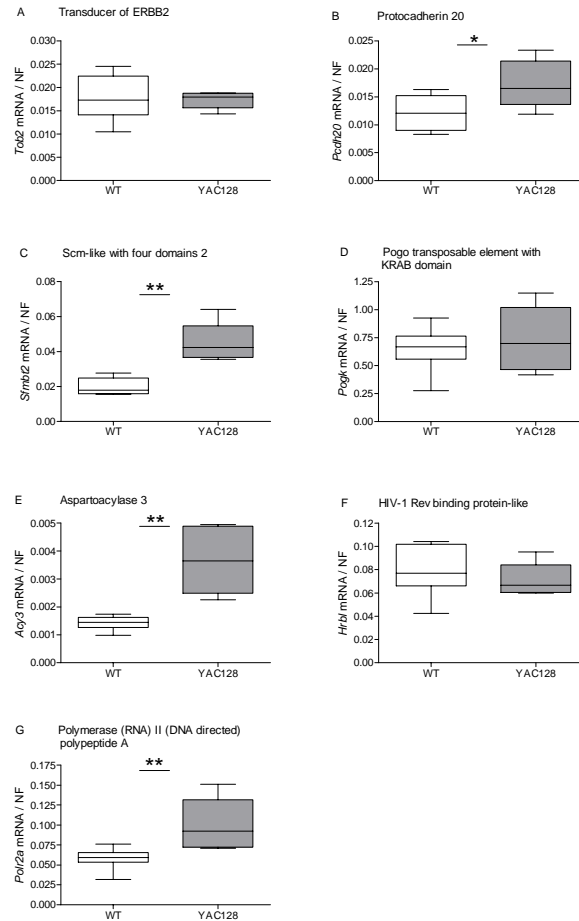 A Transducer of ERBB2
0.030
0.025
0.020
0.015
0.010
0.005
0.000
Tob2 mRNA / NF
WT YAC128
B Protocadherin 20
*
0.025
0.020
0.015
0.010
0.005
0.000
Pcdh20 mRNA / NF
WT YAC128
C Scm-like with four domains 2
**
0.08
0.06
0.04
0.02
0.00
Sfmbt2 mRNA / NF
WT YAC128
D Pogo transposable element with
KRAB domain
1.25
1.00
0.75
0.50
0.25
0.00
Pogk mRNA / NF
WT YAC128
E Aspartoacylase 3
**
0.005
0.004
0.003
0.002
0.001
0.000
Acy3 mRNA / NF
WT YAC128
F HIV-1 Rev binding protein-like
0.12
0.10
0.08
0.06
0.04
0.02
0.00
Hrbl mRNA / NF
WT YAC128
G Polymerase (RNA) II (DNA directed)
polypeptide A
**
0.175
0.150
0.125
0.100
0.075
0.050
0.025
0.000
Polr2a mRNA / NF
WT YAC128